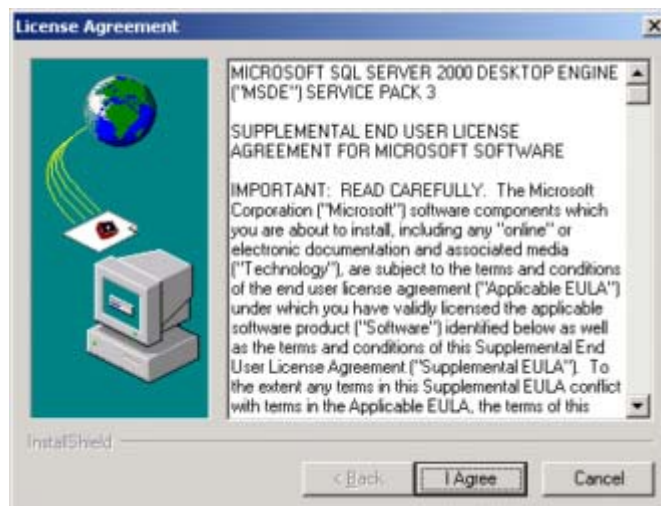 License Agreement
MICROSOFT SQL SERVER 2000 DESKTOP ENGINE
("MSDE") SERVICE PACK 3
SUPPLEMENTAL END USER LICENSE
AGREEMENT FOR MICROSOFT SOFTWARE
IMPORTANT: READ CAREFULLY. The Microsoft
Corporation ("Microsoft") software components which
you are about to install, including any "online" or
electronic documentation and associated media
("Technology"), are subject to the terms and conditions
of the end user license agreement ("Applicable EULA")
under which you have validly licensed the applicable
software product ("Software") identified below as well
as the terms and conditions of this Supplemental End
User License Agreement ("Supplemental EULA"). To
the extent any terms in this Supplemental EULA conflict
with terms in the Applicable EULA, the terms of this
InstallShield
< Back
I Agree
Cancel